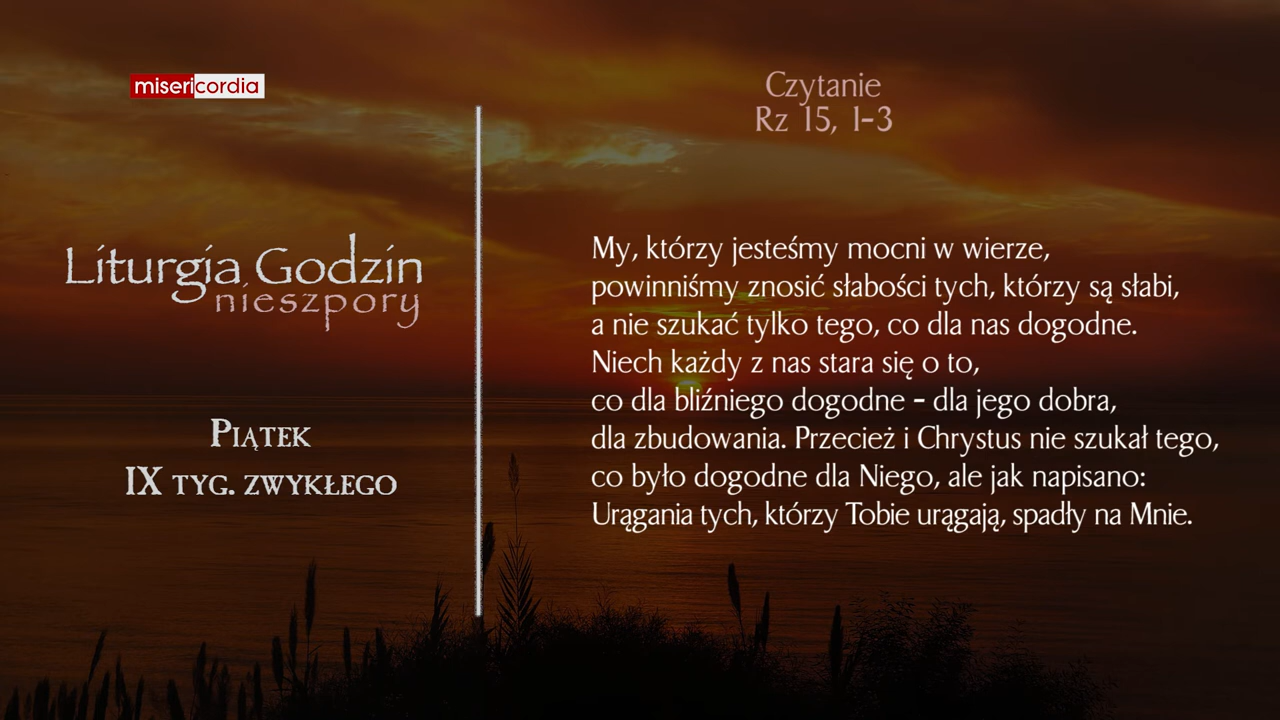 misericordia
Liturgia Godzin
nieszpory
Piątek
IX tyg. zwykłego
Czytanie
Rz 15, 1-3
My, którzy jesteśmy mocni w wierze,
powinniśmy znosić słabości tych, którzy są słabi,
a nie szukać tylko tego, co dla nas dogodne.
Niech każdy z nas stara się o to,
co dla bliźniego dogodne - dla jego dobra,
dla zbudowania. Przecież i Chrystus nie szukał tego,
co było dogodne dla Niego, ale jak napisano:
Urągania tych, którzy Tobie urągają, spadły na Mnie.